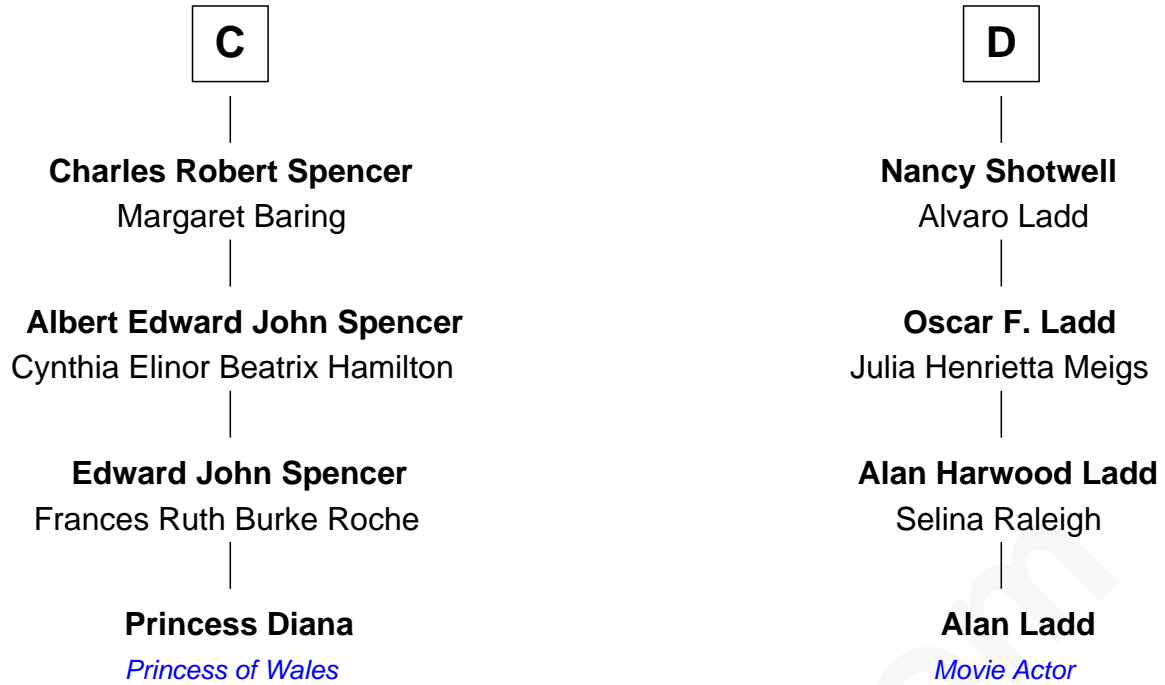 C
Charles Robert Spencer
Margaret Baring
Albert Edward John Spencer
Cynthia Elinor Beatrix Hamilton
Edward John Spencer
Frances Ruth Burke Roche
Princess Diana
Princess of Wales
D
Nancy Shotwell
Alvaro Ladd
Oscar F. Ladd
Julia Henrietta Meigs
Alan Harwood Ladd
Selina Raleigh
Alan Ladd
Movie Actor